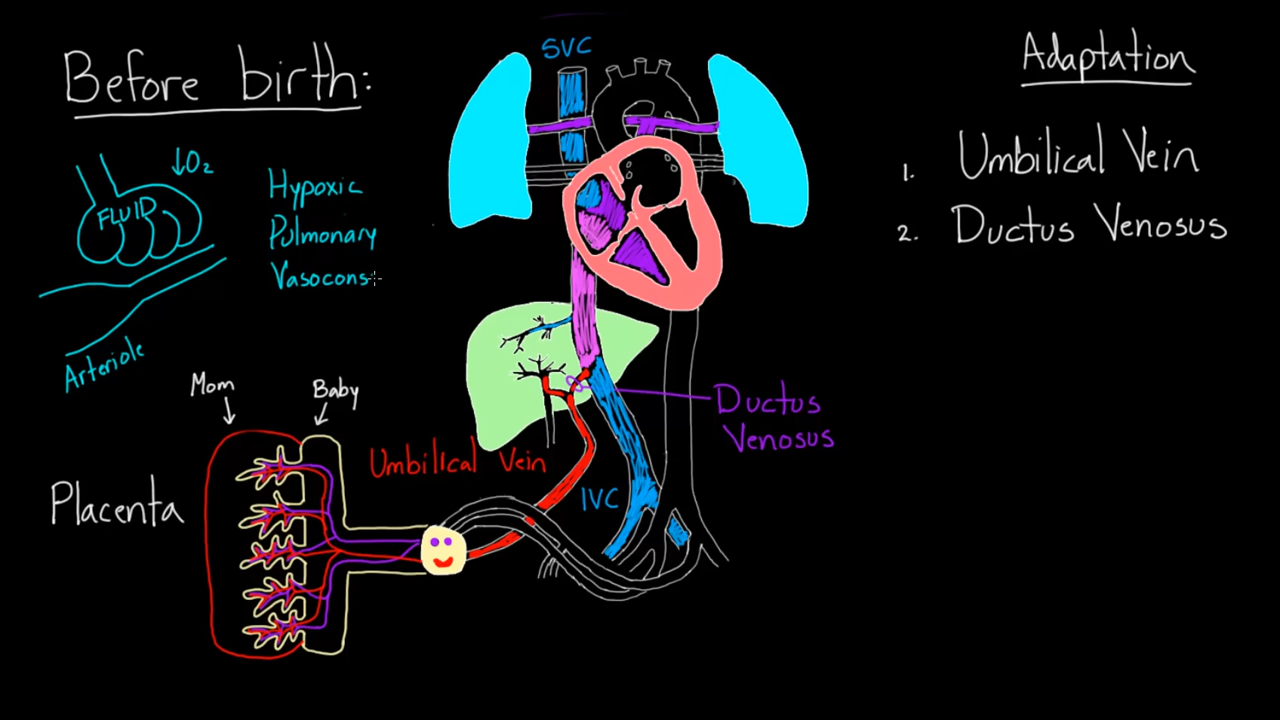 Before birth:
↓O₂
FLUID
Hypoxic
Pulmonary
Vasocons
Arteriole
Mom
Baby
Placenta
Umbilical Vein
SVC
IVC
Ductus
Venosus
Adaptation
1. Umbilical Vein
2. Ductus Venosus